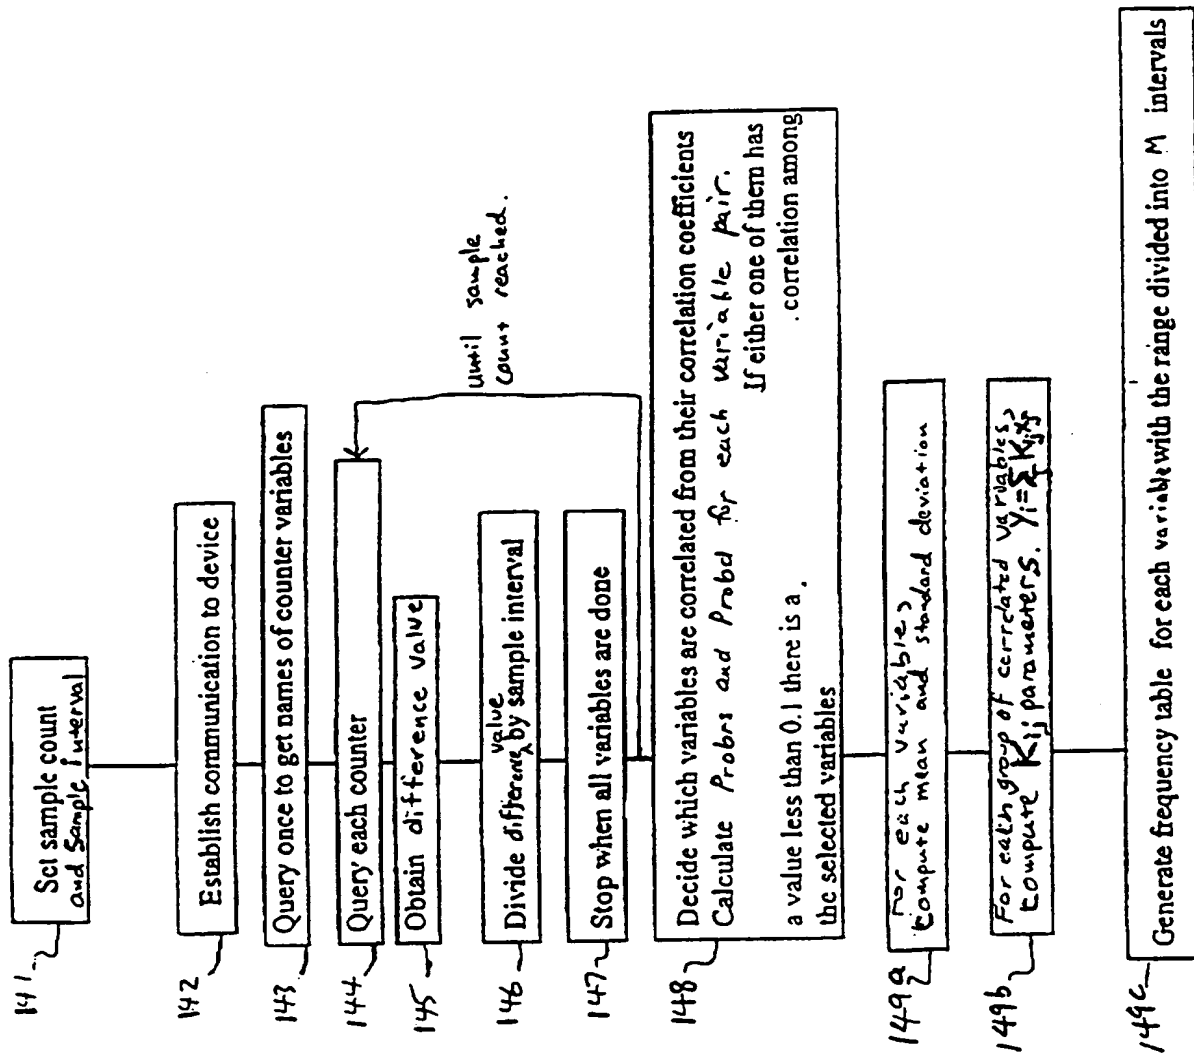 141
Set sample count
and Sample Interval
142
Establish communication to device
143
Query once to get names of counter variables
144
Query each counter
145
Obtain difference value
146
value
Divide difference by sample interval
147
Stop when all variables are done
until sample
count reached.
148
Decide which variables are correlated from their correlation coefficients
Calculate Probrs and Probd for each variable pair.
If either one of them has
a value less than 0.1 there is a . correlation among
the selected variables
149a
For each variable,
compute mean and standard deviation
149b
For each group of correlated variables,
compute Kij parameters. Yi=ΣKijxj
149c
Generate frequency table for each variable with the range divided into M intervals